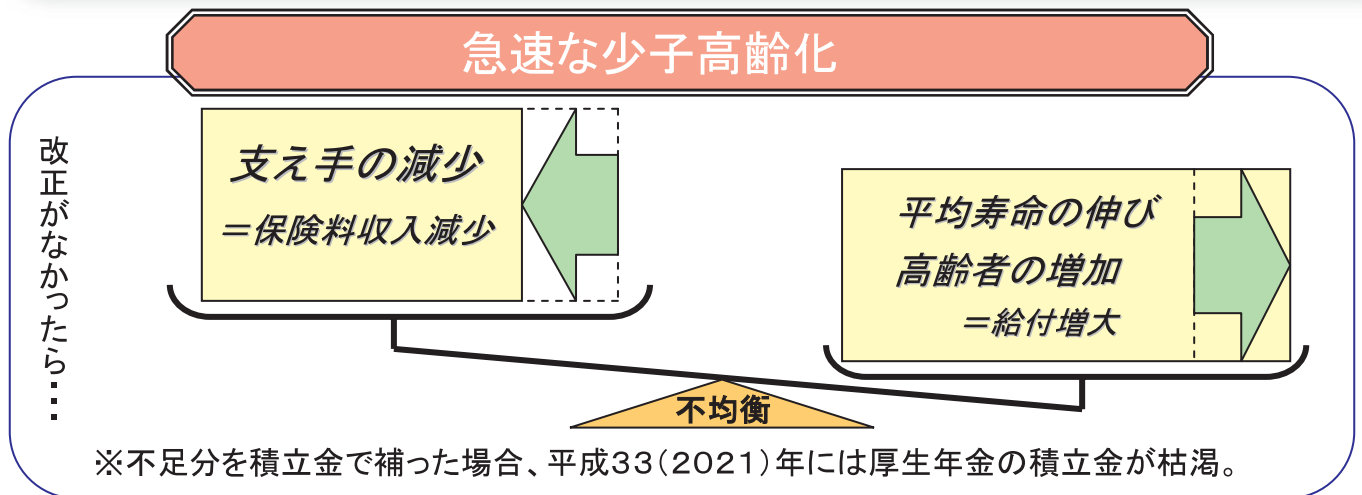 急速な少子高齢化
改正がなかったら・・・・
支え手の減少
＝保険料収入減少
平均寿命の伸び
高齢者の増加
＝給付増大
不均衡
※不足分を積立金で補った場合、平成33(2021)年には厚生年金の積立金が枯渇。